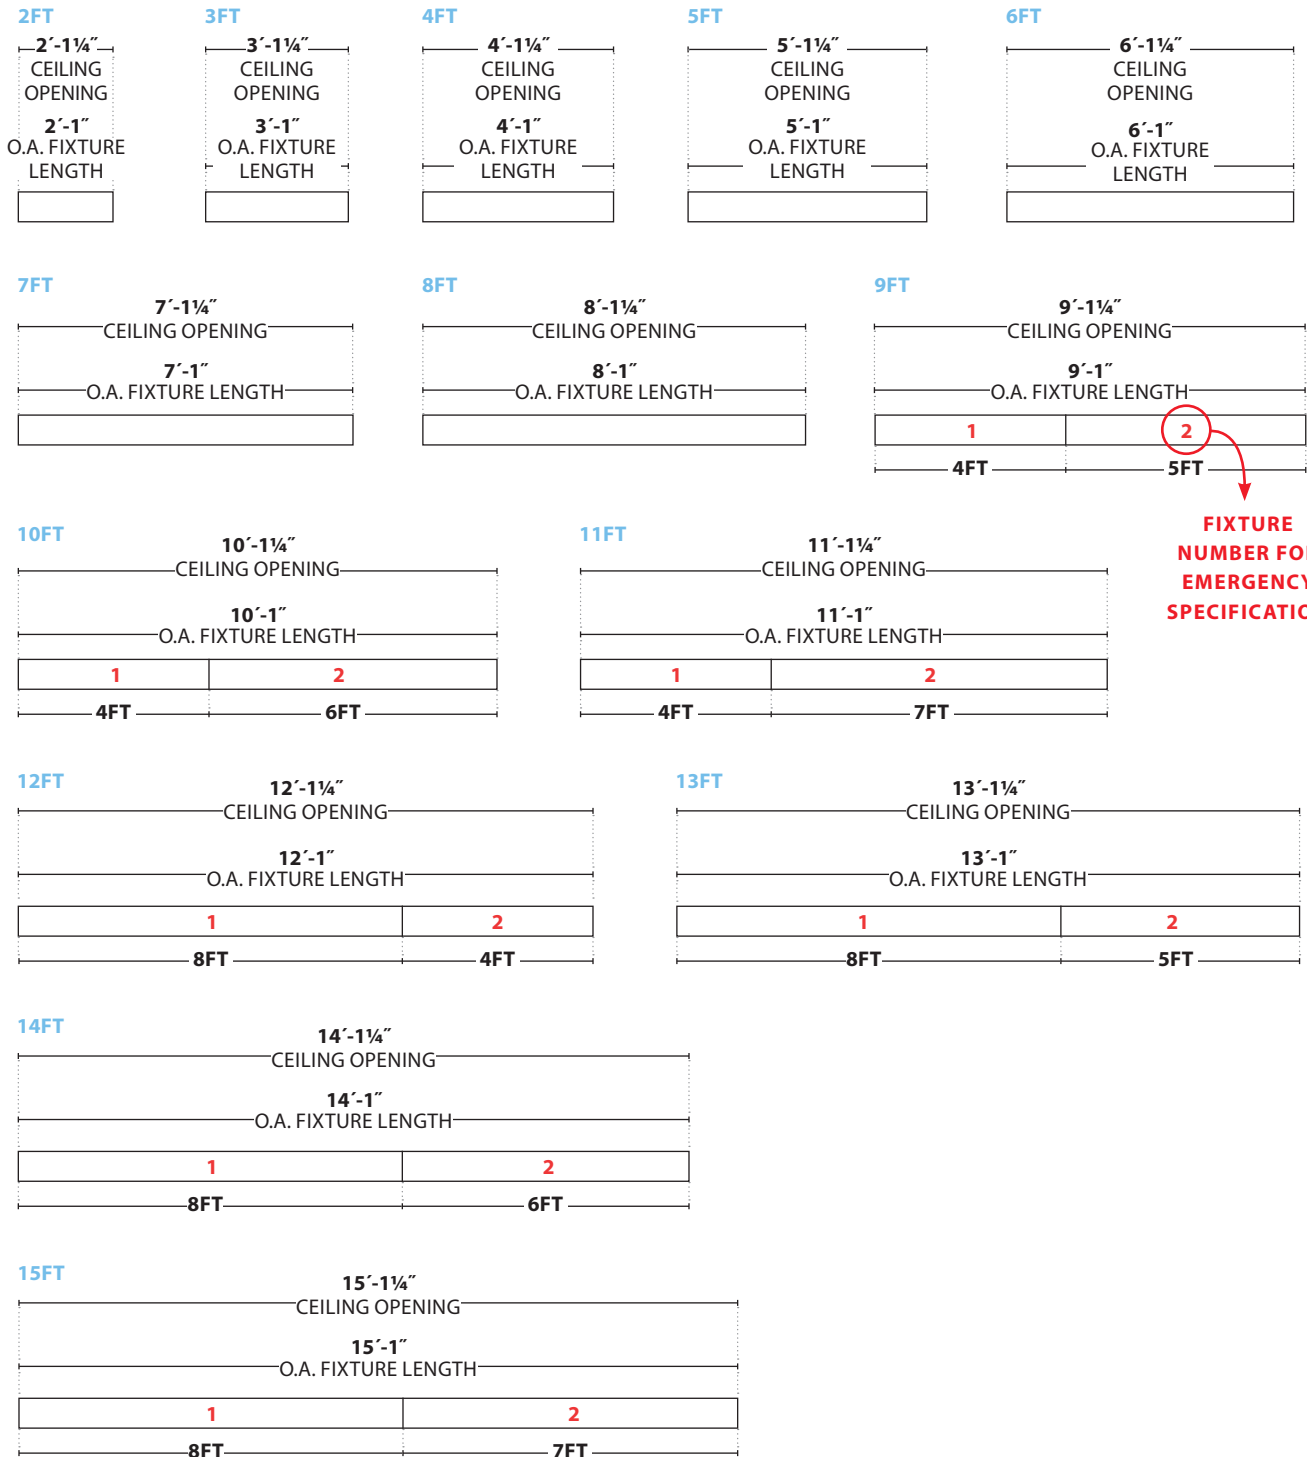 2FT
2´-1¼˝
CEILING
OPENING
2´-1˝
O.A. FIXTURE
LENGTH
3FT
3´-1¼˝
CEILING
OPENING
3´-1˝
O.A. FIXTURE
LENGTH
4FT
4´-1¼˝
CEILING
OPENING
4´-1˝
O.A. FIXTURE
LENGTH
5FT
5´-1¼˝
CEILING
OPENING
5´-1˝
O.A. FIXTURE
LENGTH
6FT
6´-1¼˝
CEILING
OPENING
6´-1˝
O.A. FIXTURE
LENGTH
7FT
7´-1¼˝
CEILING OPENING
7´-1˝
O.A. FIXTURE LENGTH
8FT
8´-1¼˝
CEILING OPENING
8´-1˝
O.A. FIXTURE LENGTH
9FT
9´-1¼˝
CEILING OPENING
9´-1˝
O.A. FIXTURE LENGTH
1 2
4FT 5FT
FIXTURE
NUMBER FO
EMERGENCY
SPECIFICATIO
10FT
10´-1¼˝
CEILING OPENING
10´-1˝
O.A. FIXTURE LENGTH
1 2
4FT 6FT
11FT
11´-1¼˝
CEILING OPENING
11´-1˝
O.A. FIXTURE LENGTH
1 2
4FT 7FT
12FT
12´-1¼˝
CEILING OPENING
12´-1˝
O.A. FIXTURE LENGTH
1 2
8FT 4FT
13FT
13´-1¼˝
CEILING OPENING
13´-1˝
O.A. FIXTURE LENGTH
1 2
8FT 5FT
14FT
14´-1¼˝
CEILING OPENING
14´-1˝
O.A. FIXTURE LENGTH
1 2
8FT 6FT
15FT
15´-1¼˝
CEILING OPENING
15´-1˝
O.A. FIXTURE LENGTH
1 2
8FT 7FT